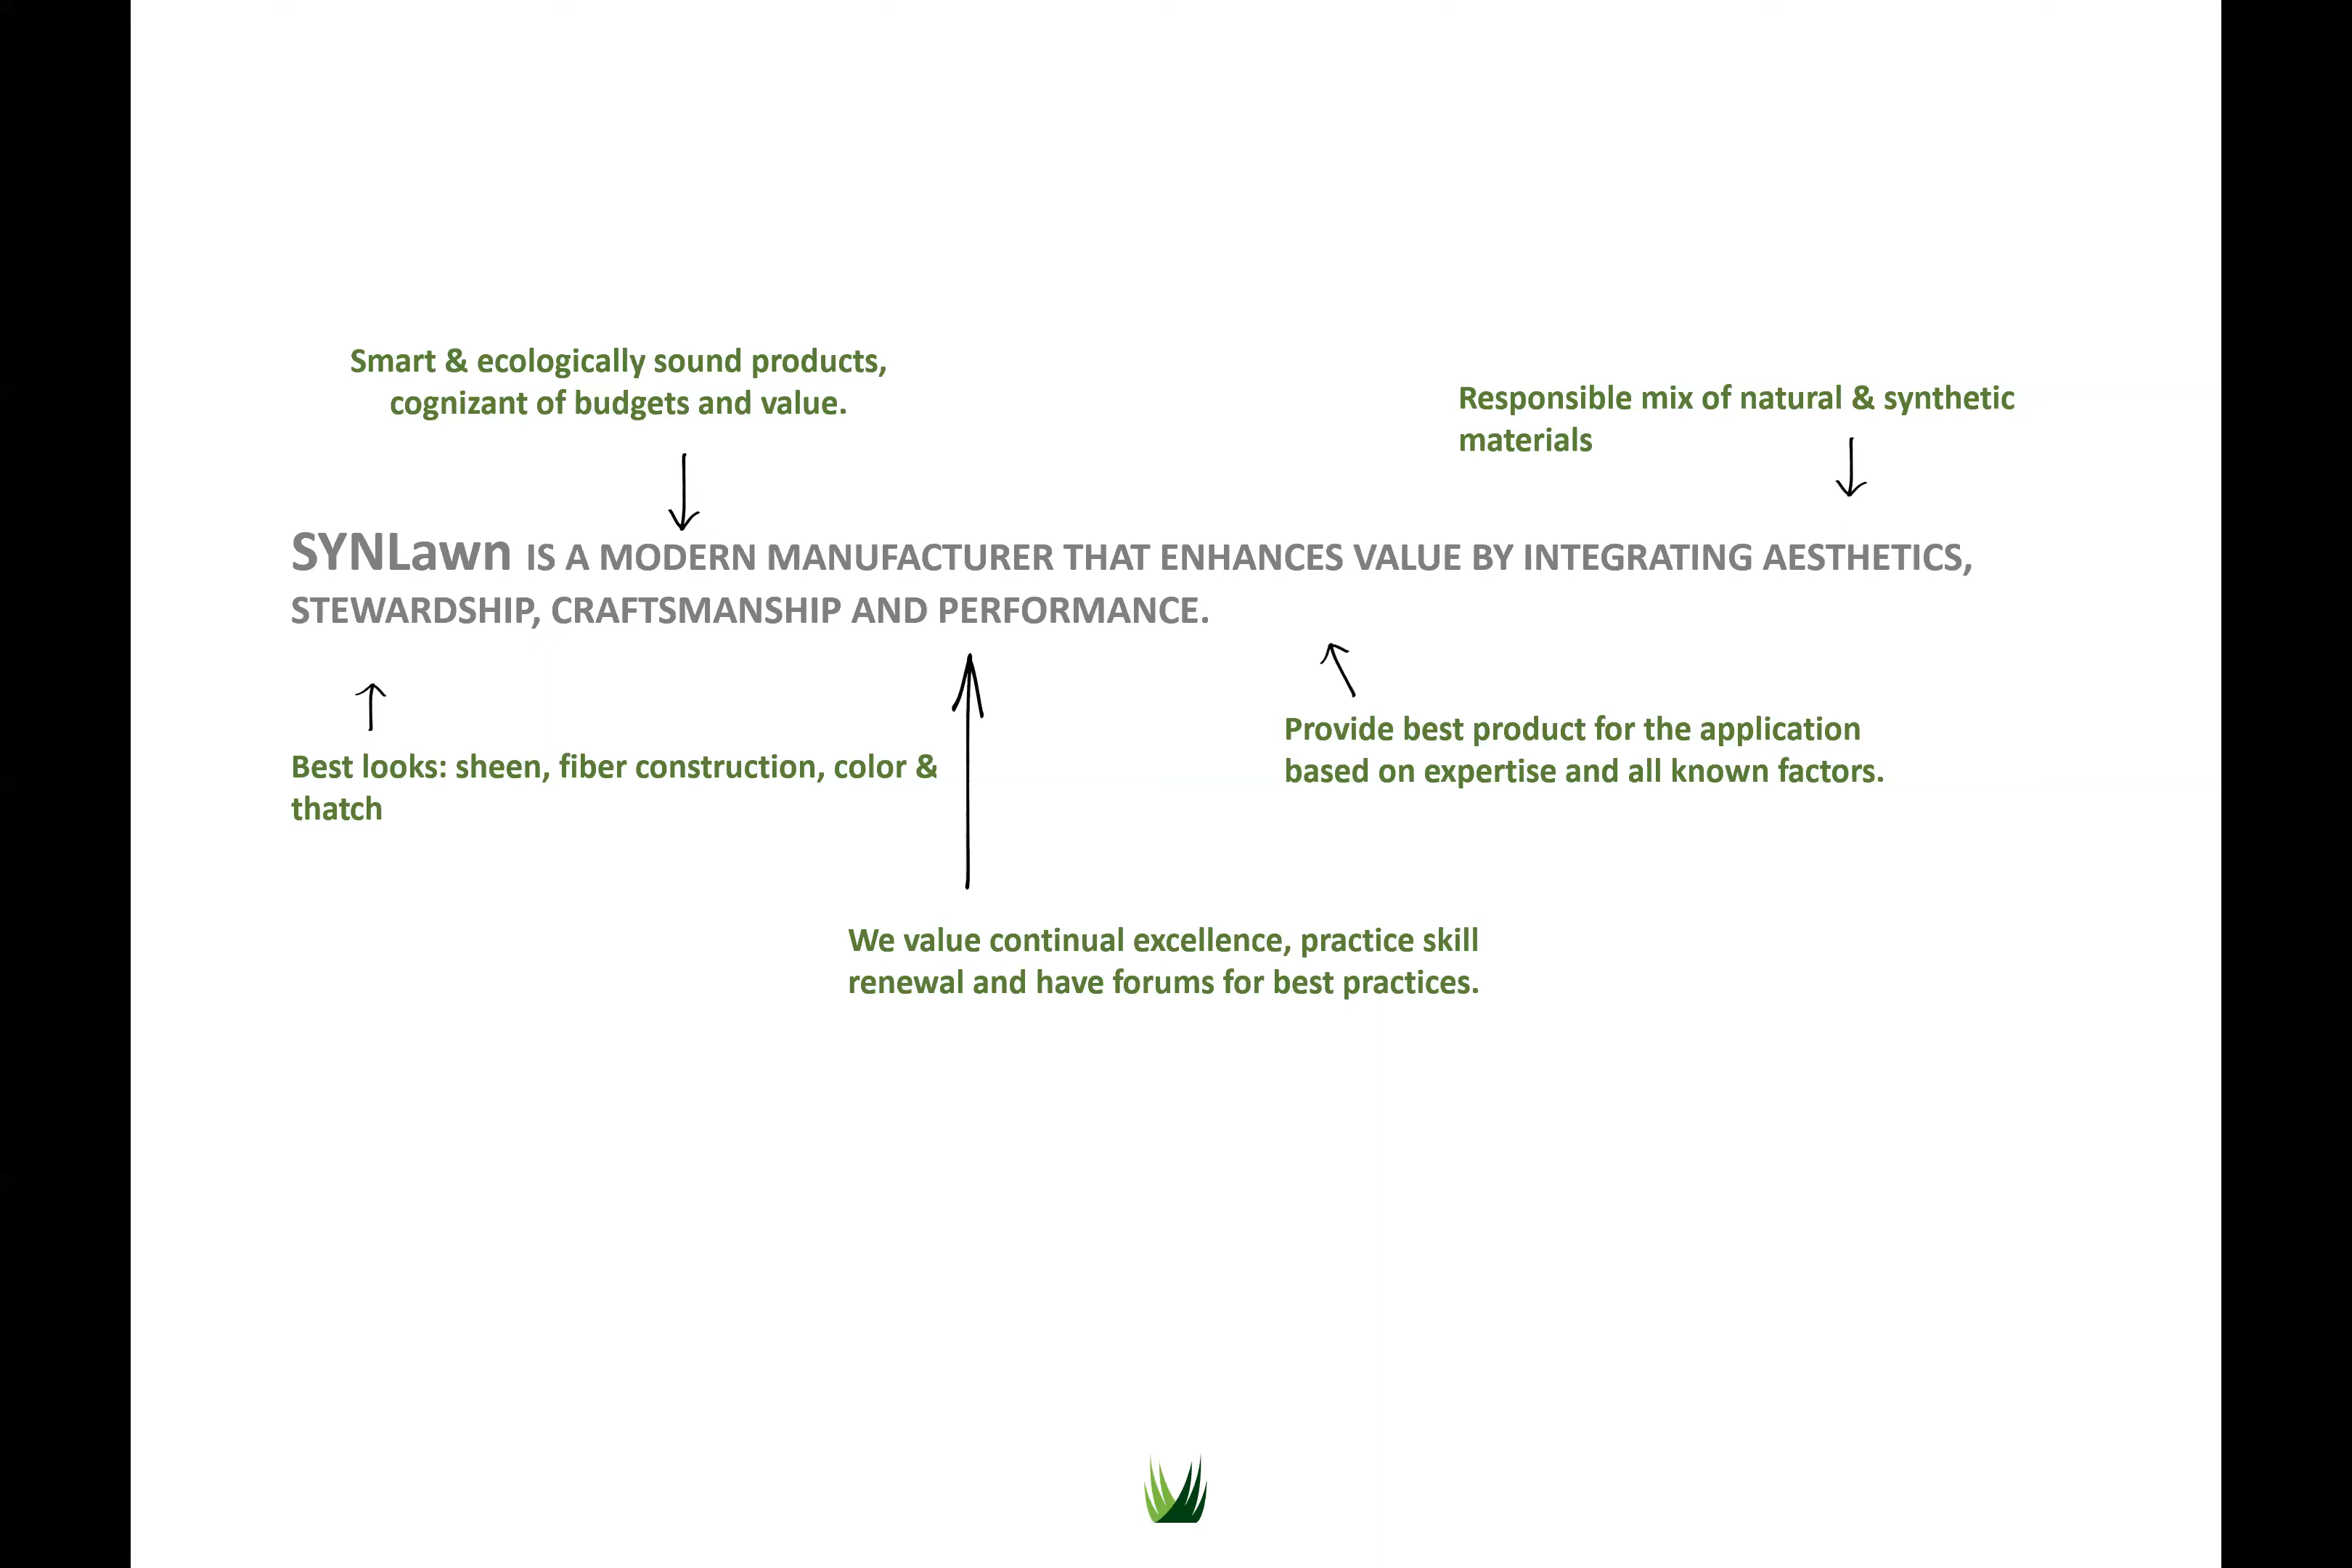 Smart & ecologically sound products,
cognizant of budgets and value.
Responsible mix of natural & synthetic
materials
SYNLawn IS A MODERN MANUFACTURER THAT ENHANCES VALUE BY INTEGRATING AESTHETICS,
STEWARDSHIP, CRAFTSMANSHIP AND PERFORMANCE.
Best looks: sheen, fiber construction, color &
thatch
Provide best product for the application
based on expertise and all known factors.
We value continual excellence, practice skill
renewal and have forums for best practices.